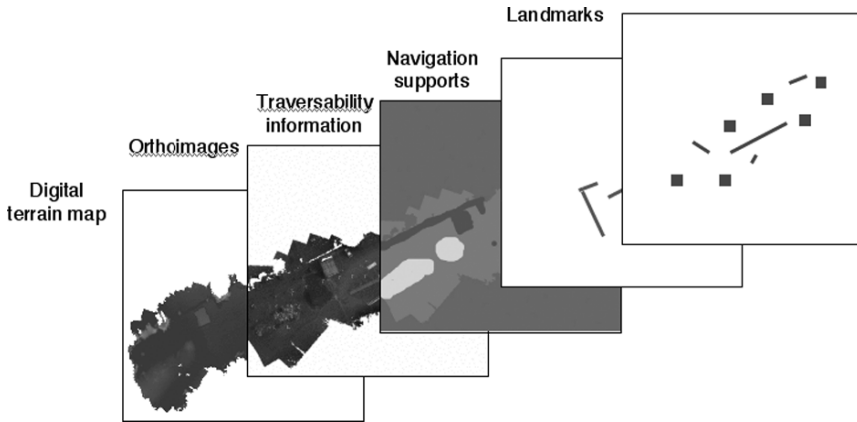 Landmarks
Navigation
supports
Traversability
information
Orthoimages
Digital
terrain map